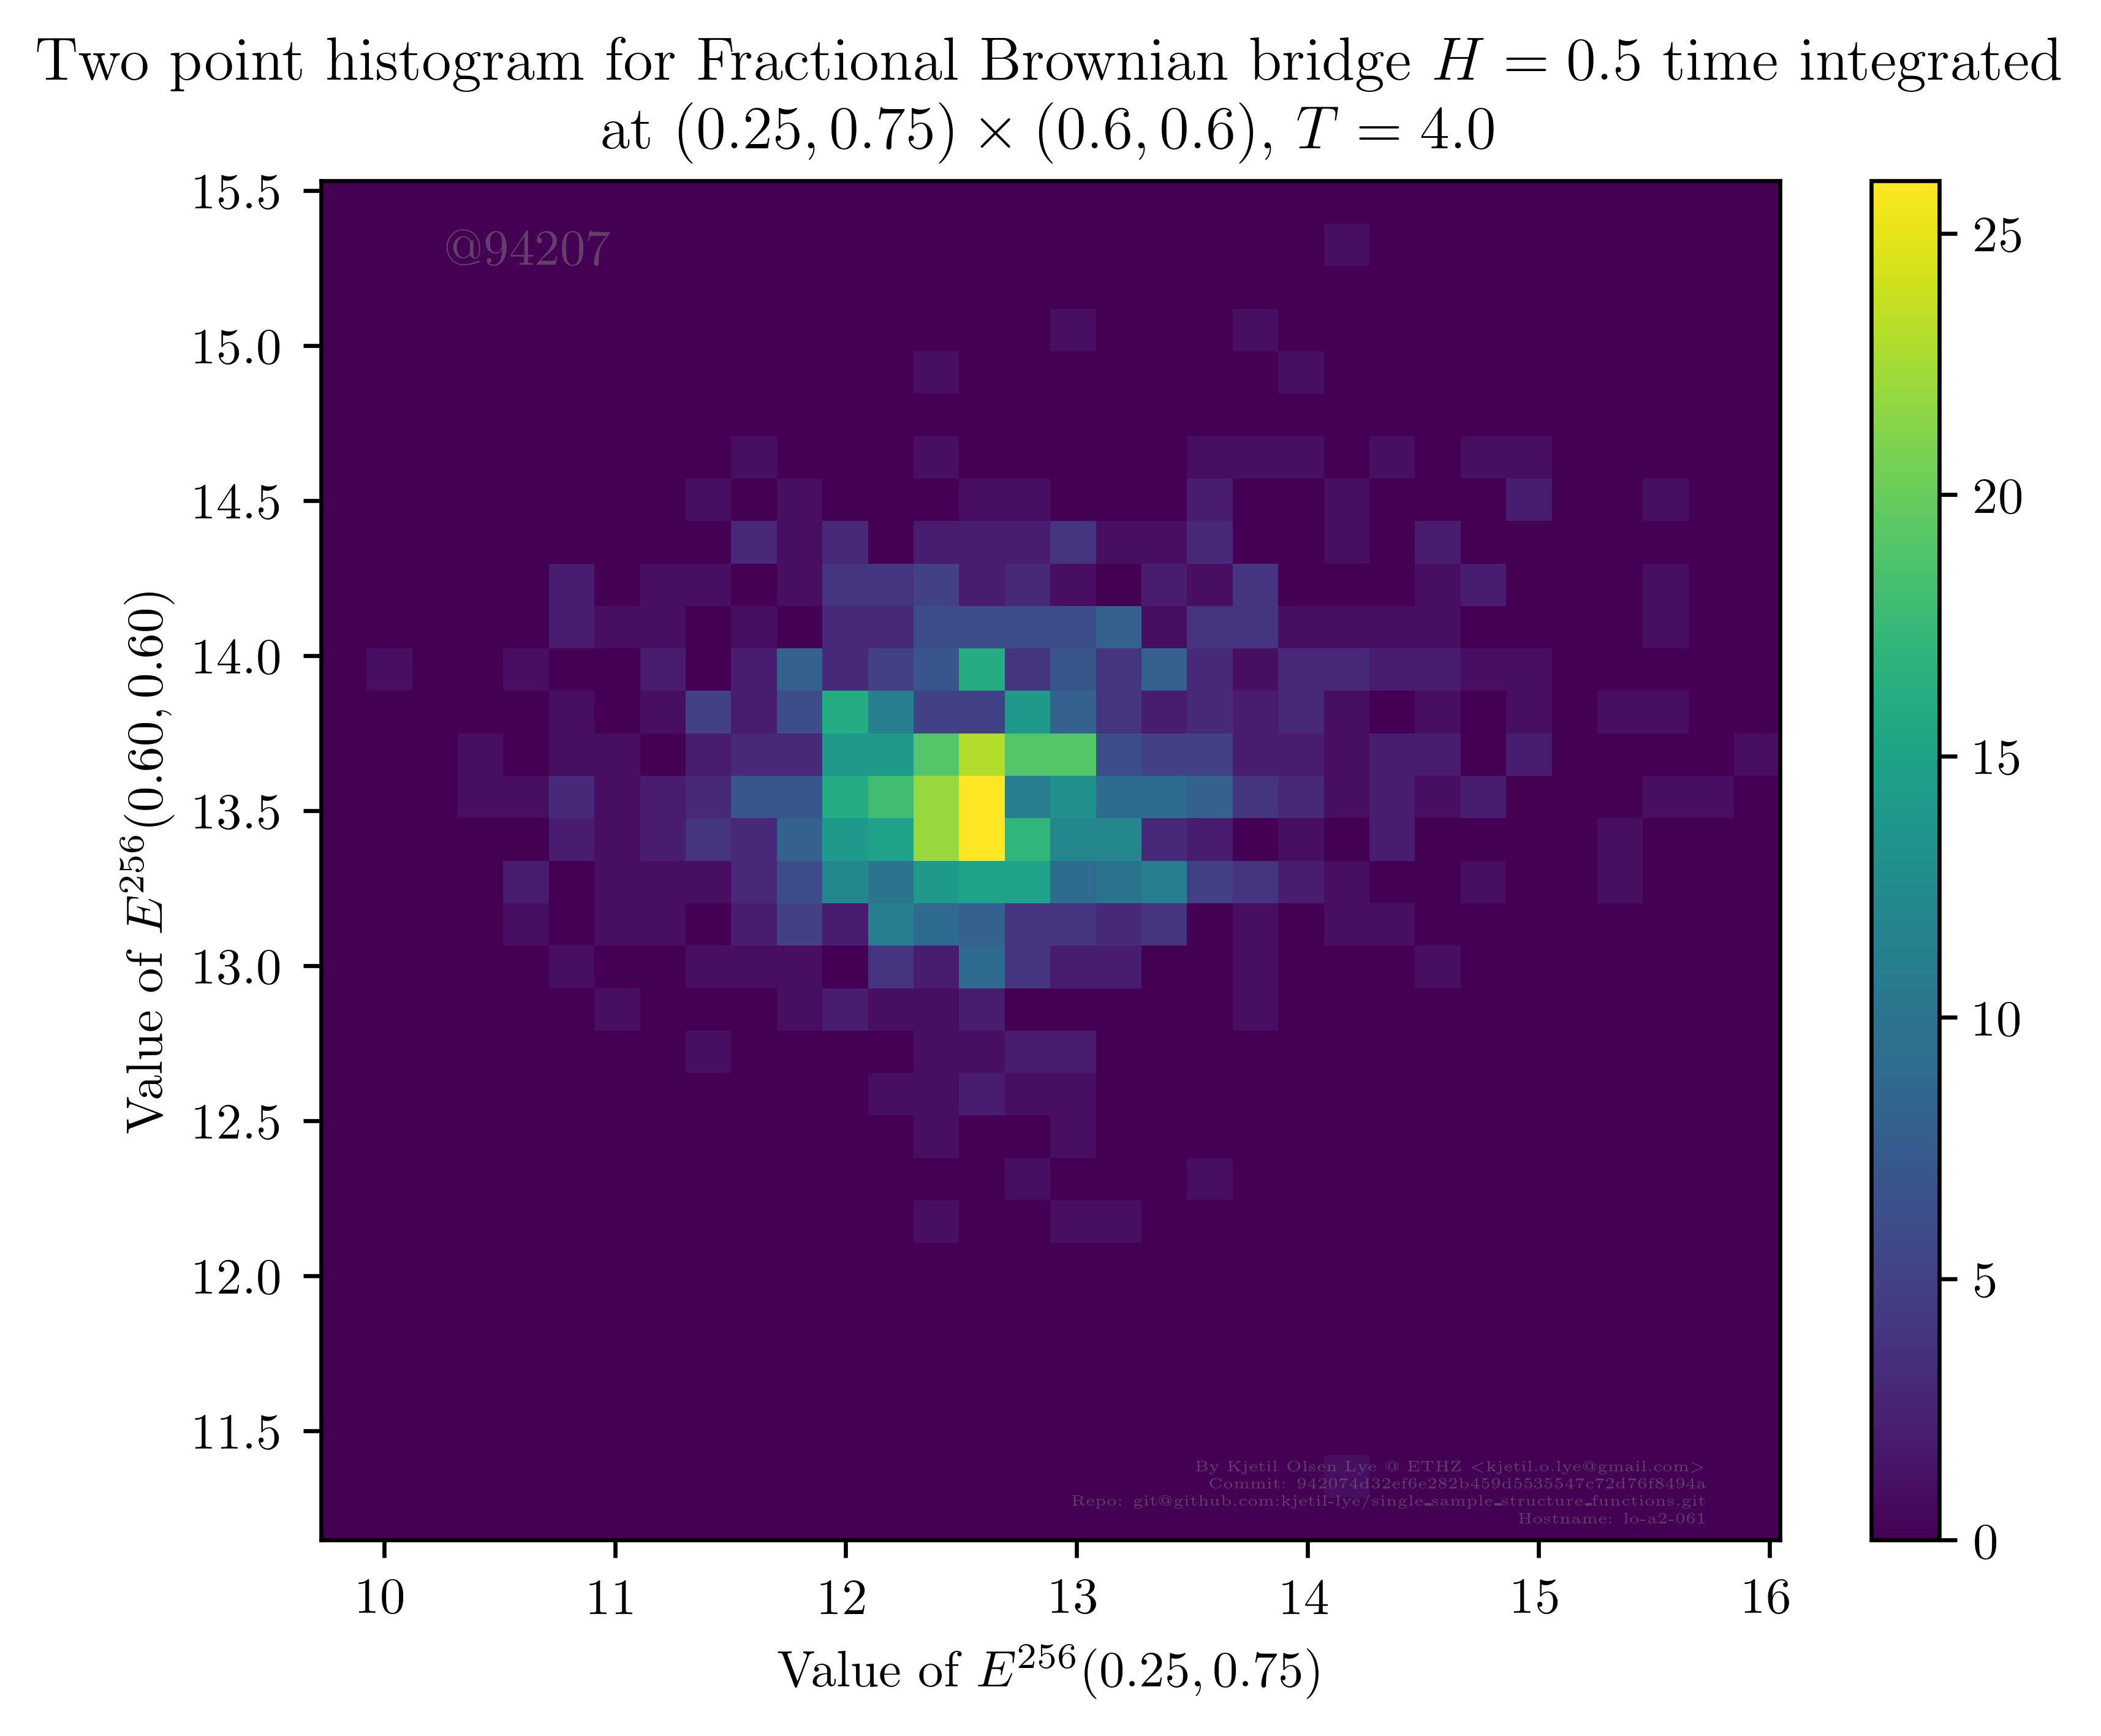 Two point histogram for Fractional Brownian bridge H = 0.5 time integrated
at (0.25, 0.75) × (0.6, 0.6), T = 4.0
@94207
15.5
15.0
14.5
14.0
13.5
13.0
12.5
12.0
11.5
Value of E^{256}(0.60, 0.60)
10 11 12 13 14 15 16
Value of E^{256}(0.25, 0.75)
25
20
15
10
5
0
By Kjetil Olsen Lye @ ETHZ <kjetil.o.lye@gmail.com>
Commit: 942074d32ef6e282b459d5535547c72d76f8494a
Repo: git@github.com:kjetil-lye/single_sample_structure_functions.git
Hostname: lo-a2-061